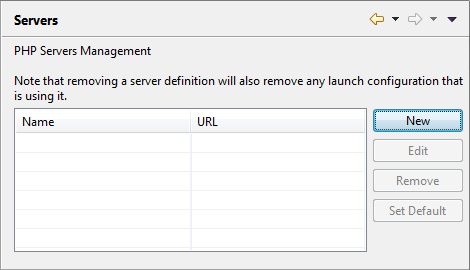 Servers
PHP Servers Management
Note that removing a server definition will also remove any launch configuration that
is using it.
Name URL
New
Edit
Remove
Set Default